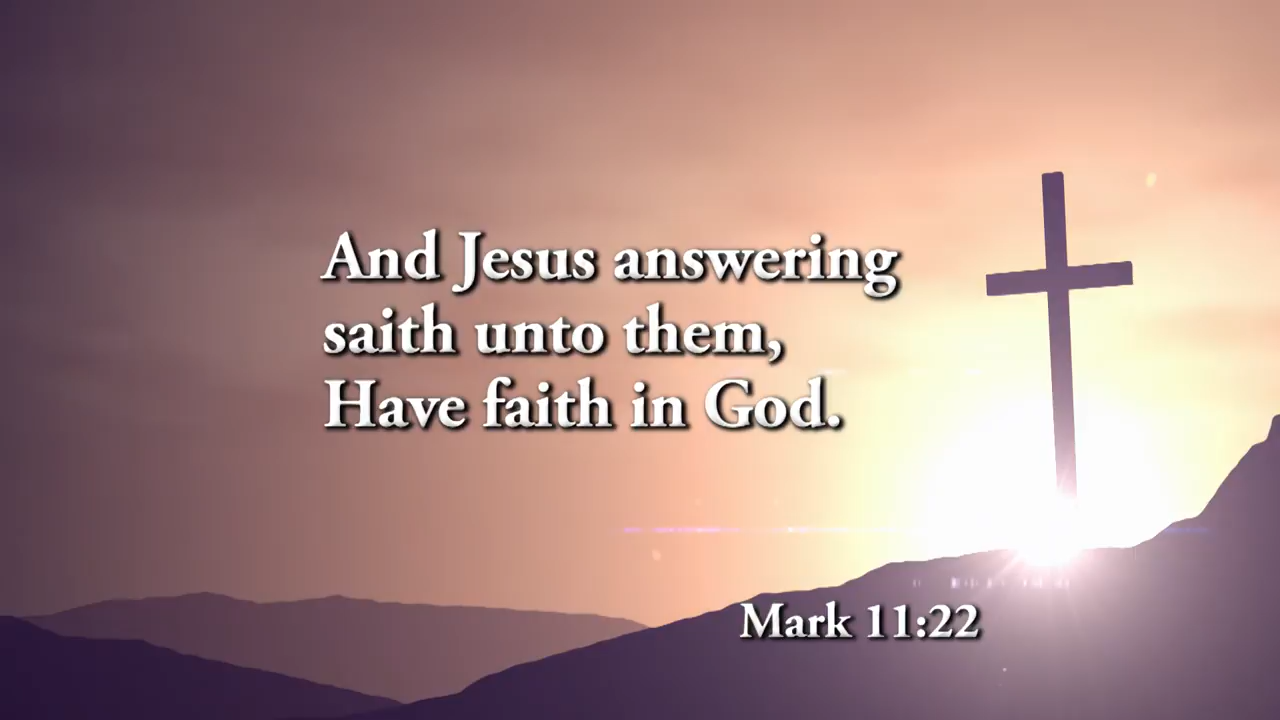 And Jesus answering
saith unto them,
Have faith in God.
Mark 11:22